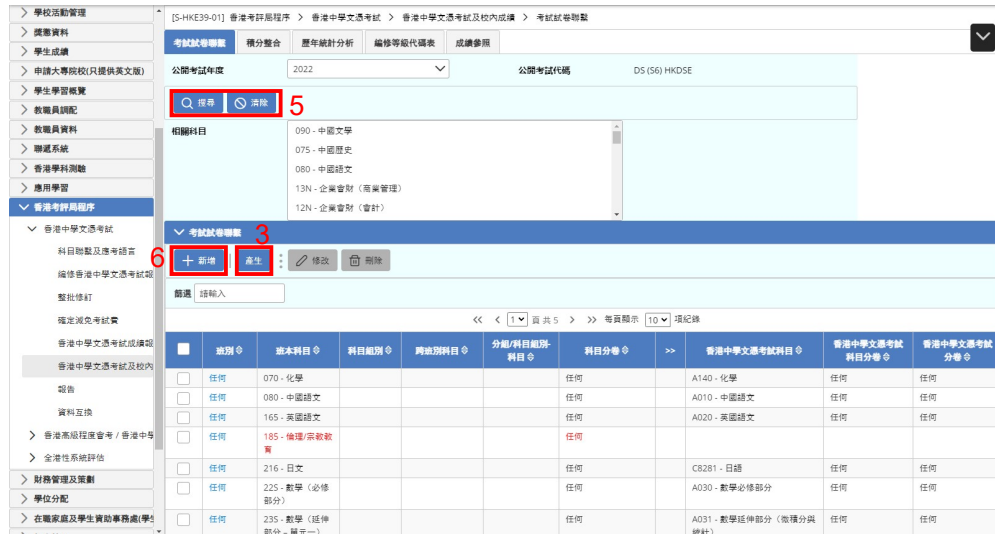 學校活動管理
獎懲資料
學生成績
申請大專院校(只提供英文版)
學生學習概覽
教職員調配
教職員資料
聯遞系統
香港學科測驗
應用學習
香港考評局程序
香港中學文憑考試
科目聯繫及應考語言
編修香港中學文憑考試報
整批修訂
確定減免考試費
香港中學文憑考試成績報
香港中學文憑考試及校內
報告
資料互換
香港高級程度會考 / 香港中學
全港性系統評估
財務管理及策劃
學位分配
在職家庭及學生資助事務處(學生
[S-HKE39-01] 香港考評局程序 > 香港中學文憑考試 > 香港中學文憑考試及校內成績 > 考試試卷聯繫
考試試卷聯繫 積分整合 歷年統計分析 編修等級代碼表 成績參照
公開考試年度 2022 公開考試代碼 DS (S6) HKDSE
搜尋 清除 5
相關科目
090 - 中國文學
075 - 中國歷史
080 - 中國語文
13N - 企業會財（商業管理）
12N - 企業會財（會計）
考試試卷聯繫 3
6 新增 產生 修改 刪除
篩選 請輸入
<< < 1 頁 共 5 > >> 每頁顯示 10 項紀錄
班別 班本科目 科目組別 跨班別科目 分組/科目組別-科目 科目分卷 >> 香港中學文憑考試科目 香港中學文憑考試科目分卷 香港中學文憑考試分卷
任何 070 - 化學 任何 A140 - 化學 任何 任何
任何 080 - 中國語文 任何 A010 - 中國語文 任何 任何
任何 165 - 英國語文 任何 A020 - 英國語文 任何 任何
任何 185 - 倫理/宗教教育 任何
任何 216 - 日文 任何 C8281 - 日語 任何 任何
任何 22S - 數學（必修部分） 任何 A030 - 數學必修部分 任何 任何
任何 23S - 數學（延伸部分 – 單元一） 任何 A031 - 數學延伸部分（微積分與統計） 任何 任何